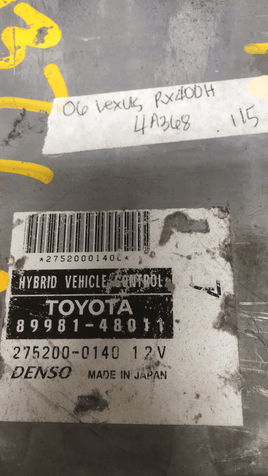 06 Lexus RX400H
4A368 115
*2752000140L*
HYBRID VEHICLE CONTROL
TOYOTA
89981-48011
275200-0140 12V
DENSO MADE IN JAPAN